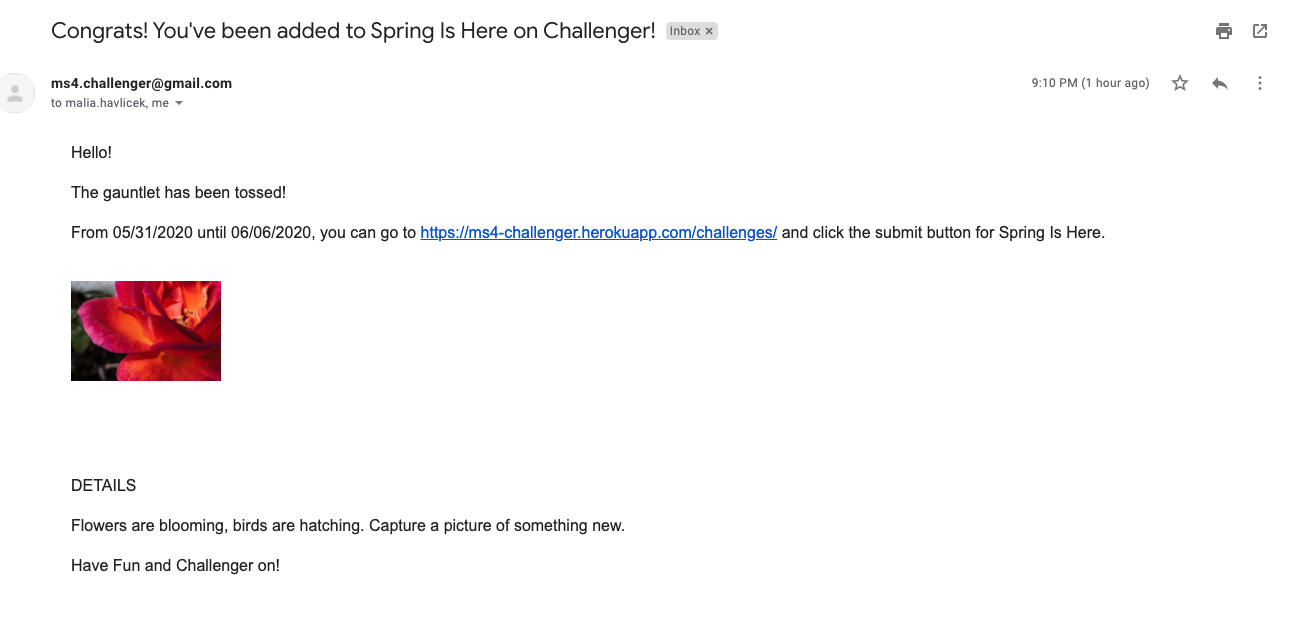 Congrats! You've been added to Spring Is Here on Challenger! Inbox ×
ms4.challenger@gmail.com 9:10 PM (1 hour ago)
to malia.havlicek, me
Hello!
The gauntlet has been tossed!
From 05/31/2020 until 06/06/2020, you can go to https://ms4-challenger.herokuapp.com/challenges/ and click the submit button for Spring Is Here.
DETAILS
Flowers are blooming, birds are hatching. Capture a picture of something new.
Have Fun and Challenger on!